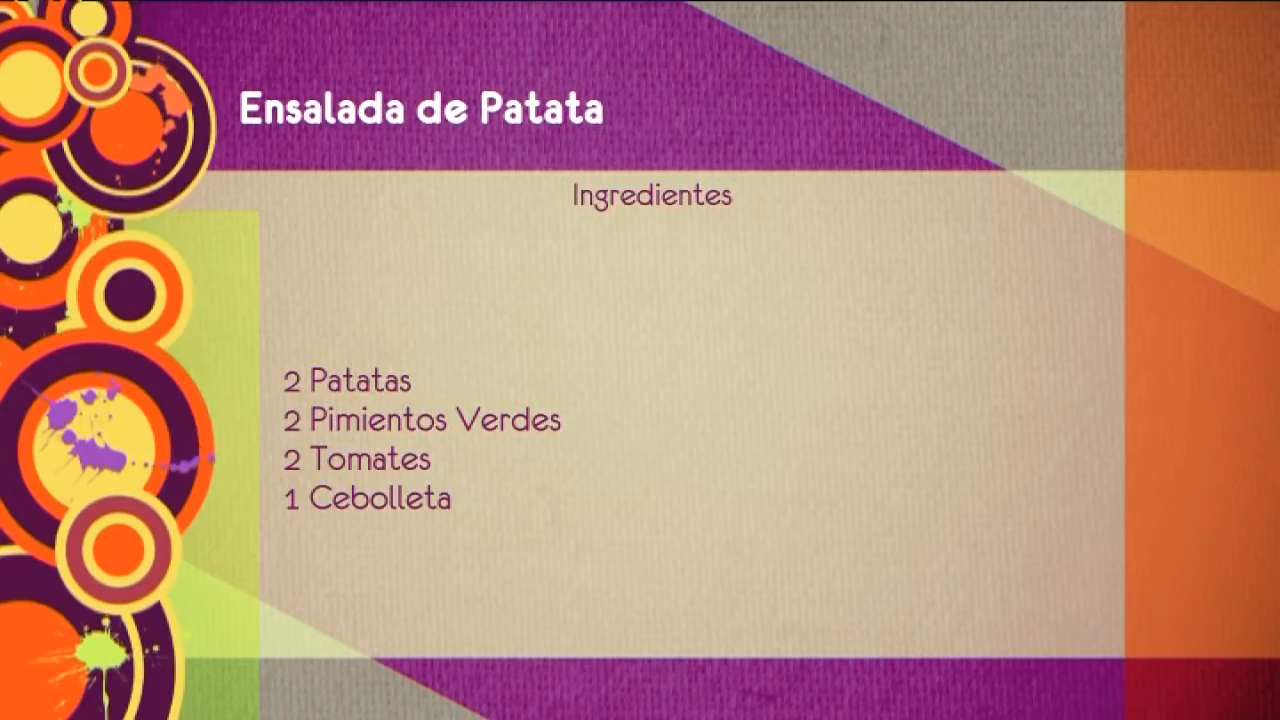 Ensalada de Patata
Ingredientes
2 Patatas
2 Pimientos Verdes
2 Tomates
1 Cebolleta